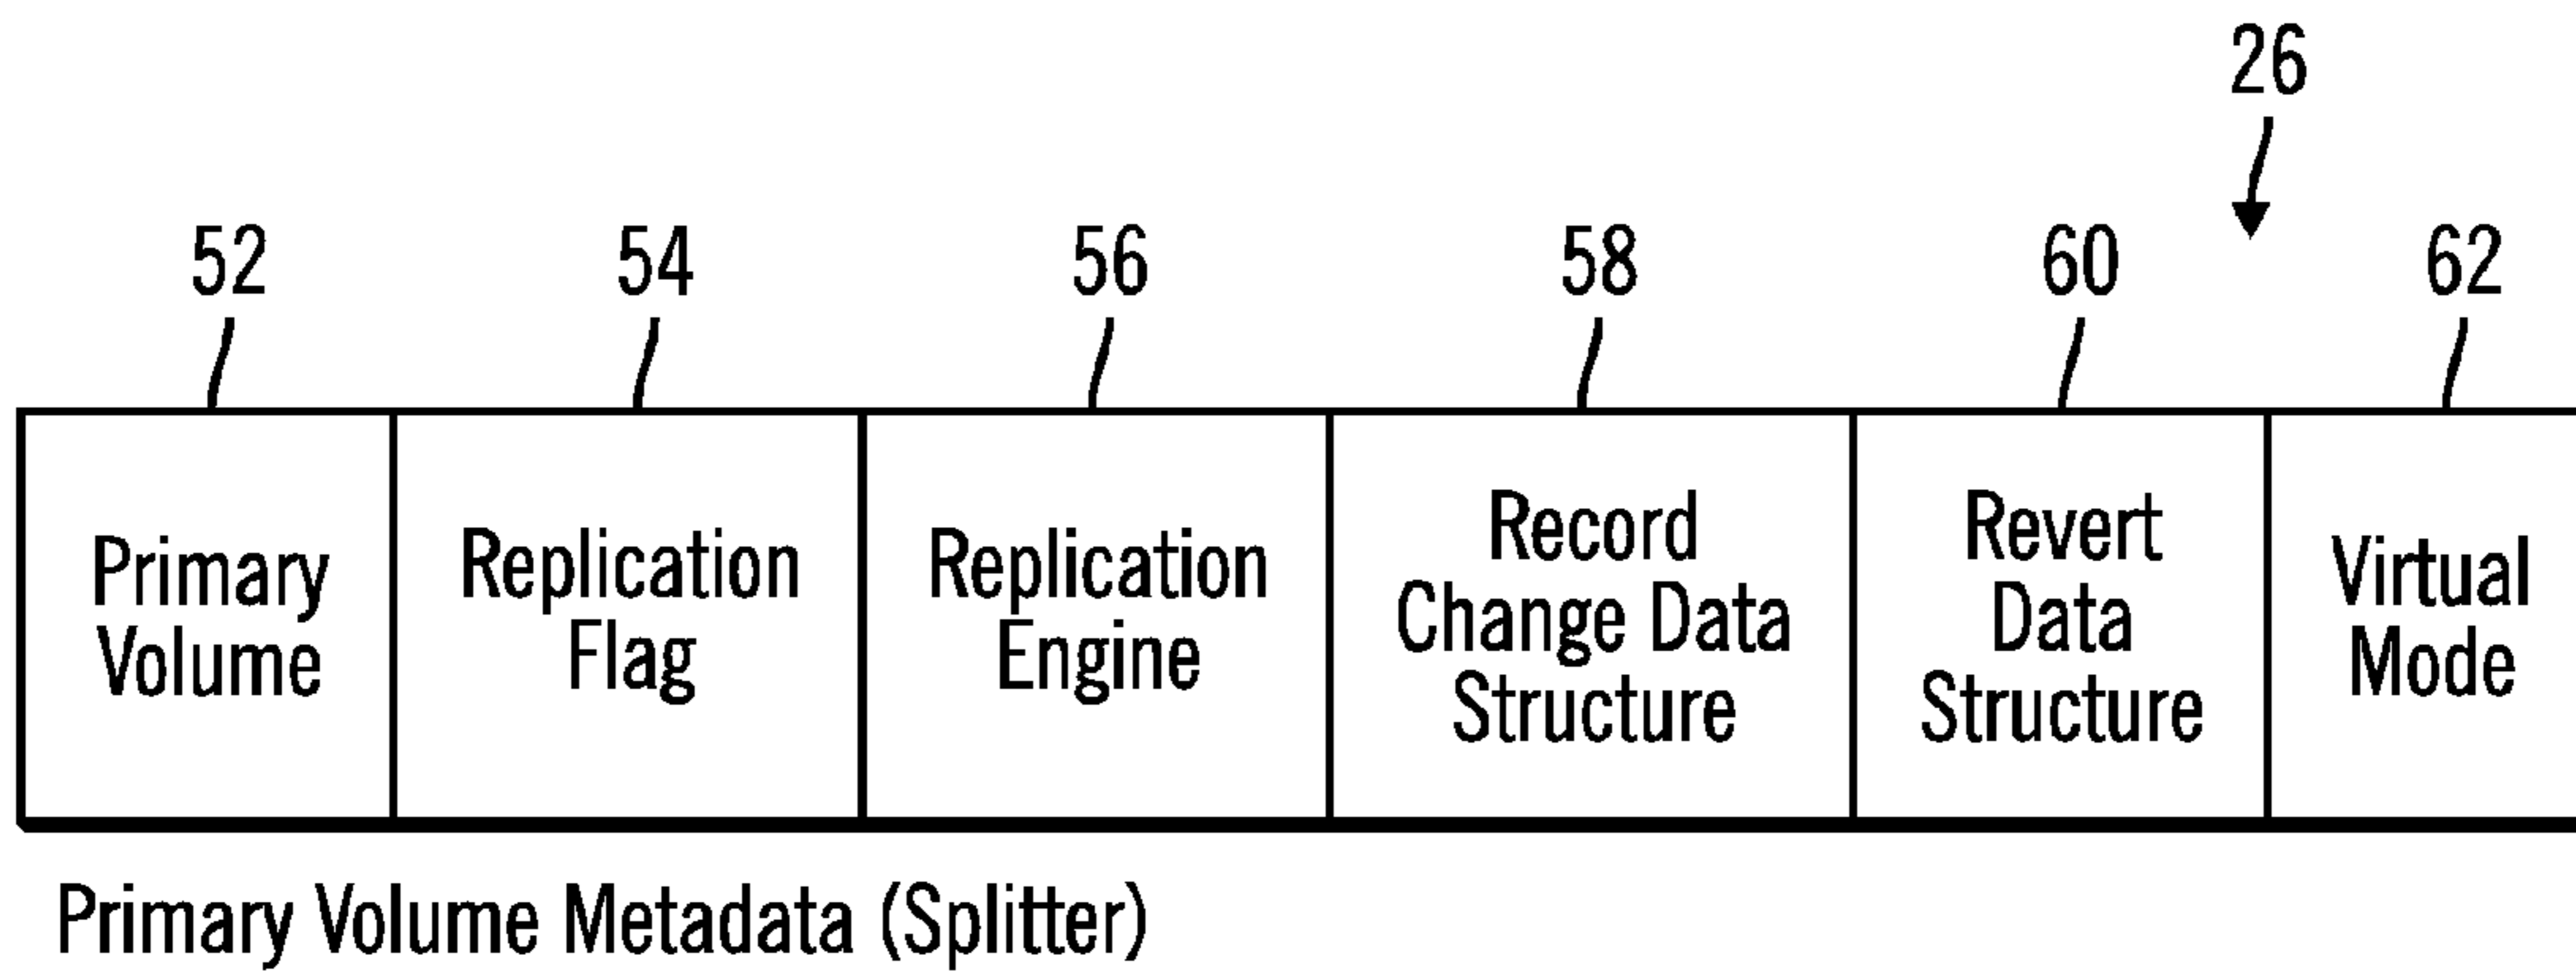 26
52
54
56
58
60
62
Primary
Volume
Replication
Flag
Replication
Engine
Record
Change Data
Structure
Revert
Data
Structure
Virtual
Mode
Primary Volume Metadata (Splitter)